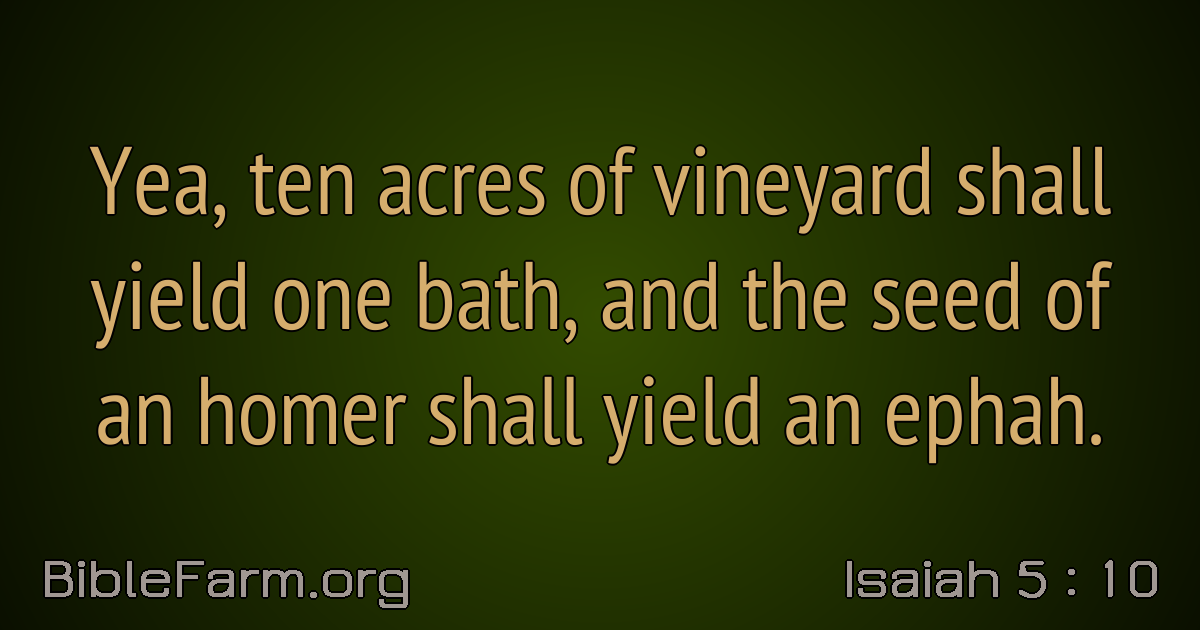 Yea, ten acres of vineyard shall
yield one bath, and the seed of
an homer shall yield an ephah.
BibleFarm.org
Isaiah 5 : 10